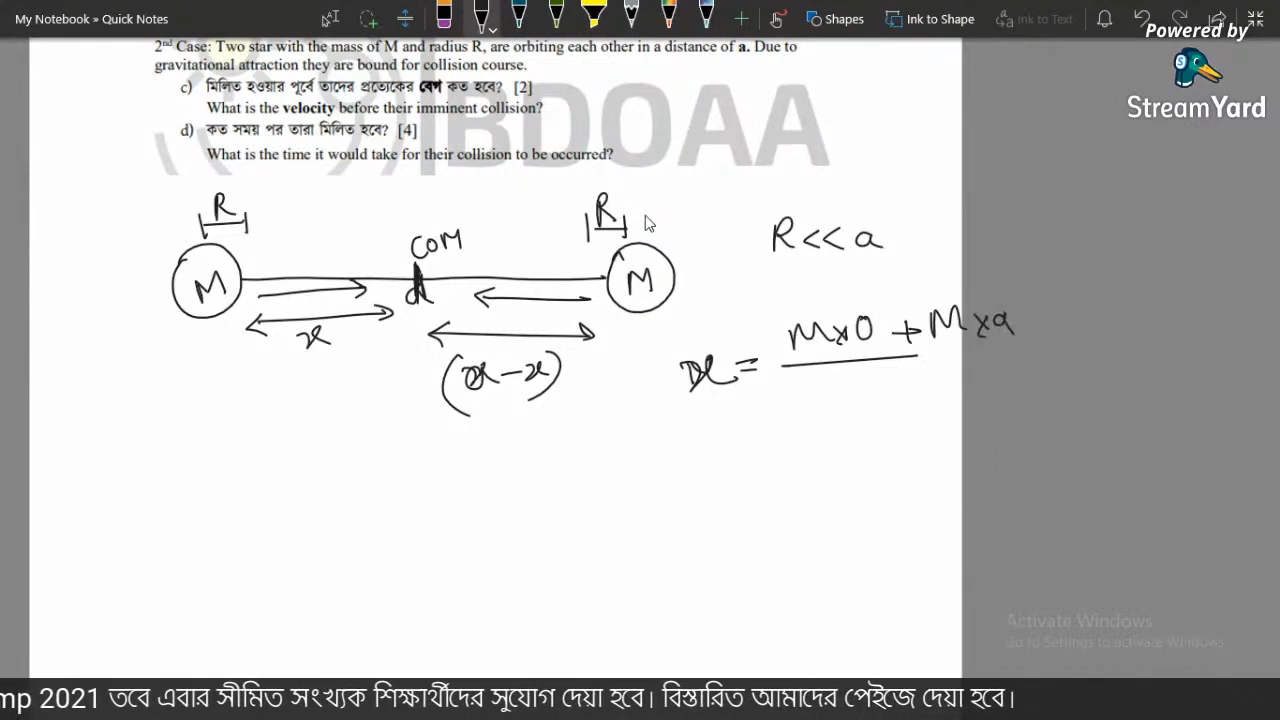 My Notebook » Quick Notes
Shapes
Ink to Shape
Ink to Text
Powered by
StreamYard
2nd Case: Two star with the mass of M and radius R, are orbiting each other in a distance of a. Due to
gravitational attraction they are bound for collision course.
c) মিলিত হওয়ার পূর্বে তাদের প্রত্যেকের বেগ কত হবে? [2]
What is the velocity before their imminent collision?
d) কত সময় পর তারা মিলিত হবে? [4]
What is the time it would take for their collision to be occurred?
BDOAA
R
R
COM
R << a
M
M
x
(x - x)
x = M×0 + M×a
Activate Windows
Go to Settings to activate Windows.
mp 2021 তবে এবার সীমিত সংখ্যক শিক্ষার্থীদের সুযোগ দেয়া হবে। বিস্তারিত আমাদের পেইজে দেয়া হবে।